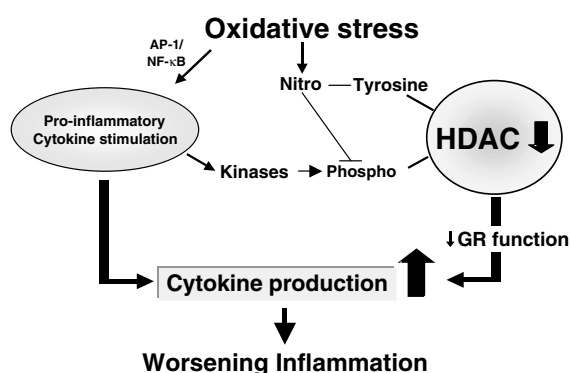 Oxidative stress
AP-1/
NF-κB
Nitro
Tyrosine
Pro-inflammatory
Cytokine stimulation
HDAC
Kinases
Phospho
GR function
Cytokine production
Worsening Inflammation